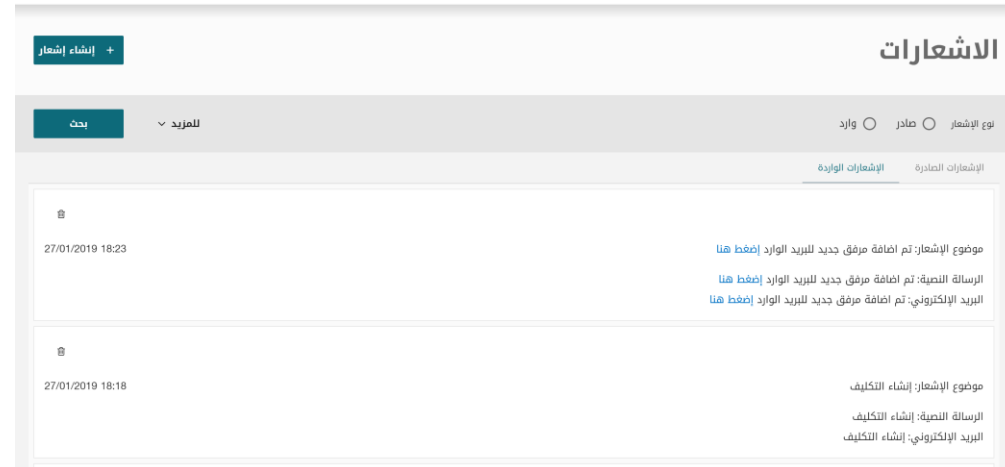 الاشعارات
+ إنشاء إشعار
نوع الإشعار صادر وارد
للمزيد
بحث
الإشعارات الصادرة الإشعارات الواردة
موضوع الإشعار: تم اضافة مرفق جديد للبريد الوارد إضغط هنا
27/01/2019 18:23
الرسالة النصية: تم اضافة مرفق جديد للبريد الوارد إضغط هنا
البريد الإلكتروني: تم اضافة مرفق جديد للبريد الوارد إضغط هنا
موضوع الإشعار: إنشاء التكليف
27/01/2019 18:18
الرسالة النصية: إنشاء التكليف
البريد الإلكتروني: إنشاء التكليف